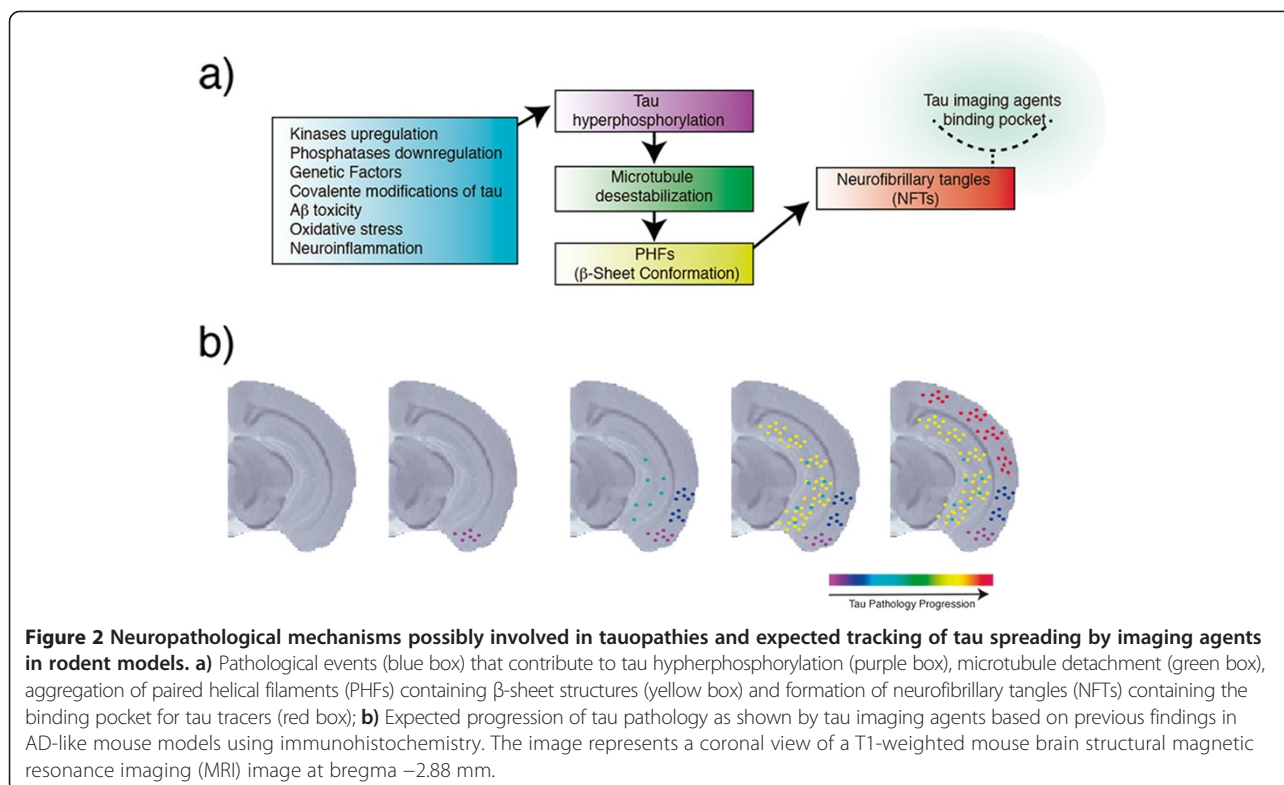 a)
Kinases upregulation
Phosphatases downregulation
Genetic Factors
Covalente modifications of tau
Aβ toxicity
Oxidative stress
Neuroinflammation
Tau
hyperphosphorylation
Microtubule
desestabilization
PHFs
(β-Sheet Conformation)
Tau imaging agents
binding pocket
Neurofibrillary tangles
(NFTs)
b)
Tau Pathology Progression
Figure 2 Neuropathological mechanisms possibly involved in tauopathies and expected tracking of tau spreading by imaging agents
in rodent models. a) Pathological events (blue box) that contribute to tau hypherphosphorylation (purple box), microtubule detachment (green box),
aggregation of paired helical filaments (PHFs) containing β-sheet structures (yellow box) and formation of neurofibrillary tangles (NFTs) containing the
binding pocket for tau tracers (red box); b) Expected progression of tau pathology as shown by tau imaging agents based on previous findings in
AD-like mouse models using immunohistochemistry. The image represents a coronal view of a T1-weighted mouse brain structural magnetic
resonance imaging (MRI) image at bregma −2.88 mm.